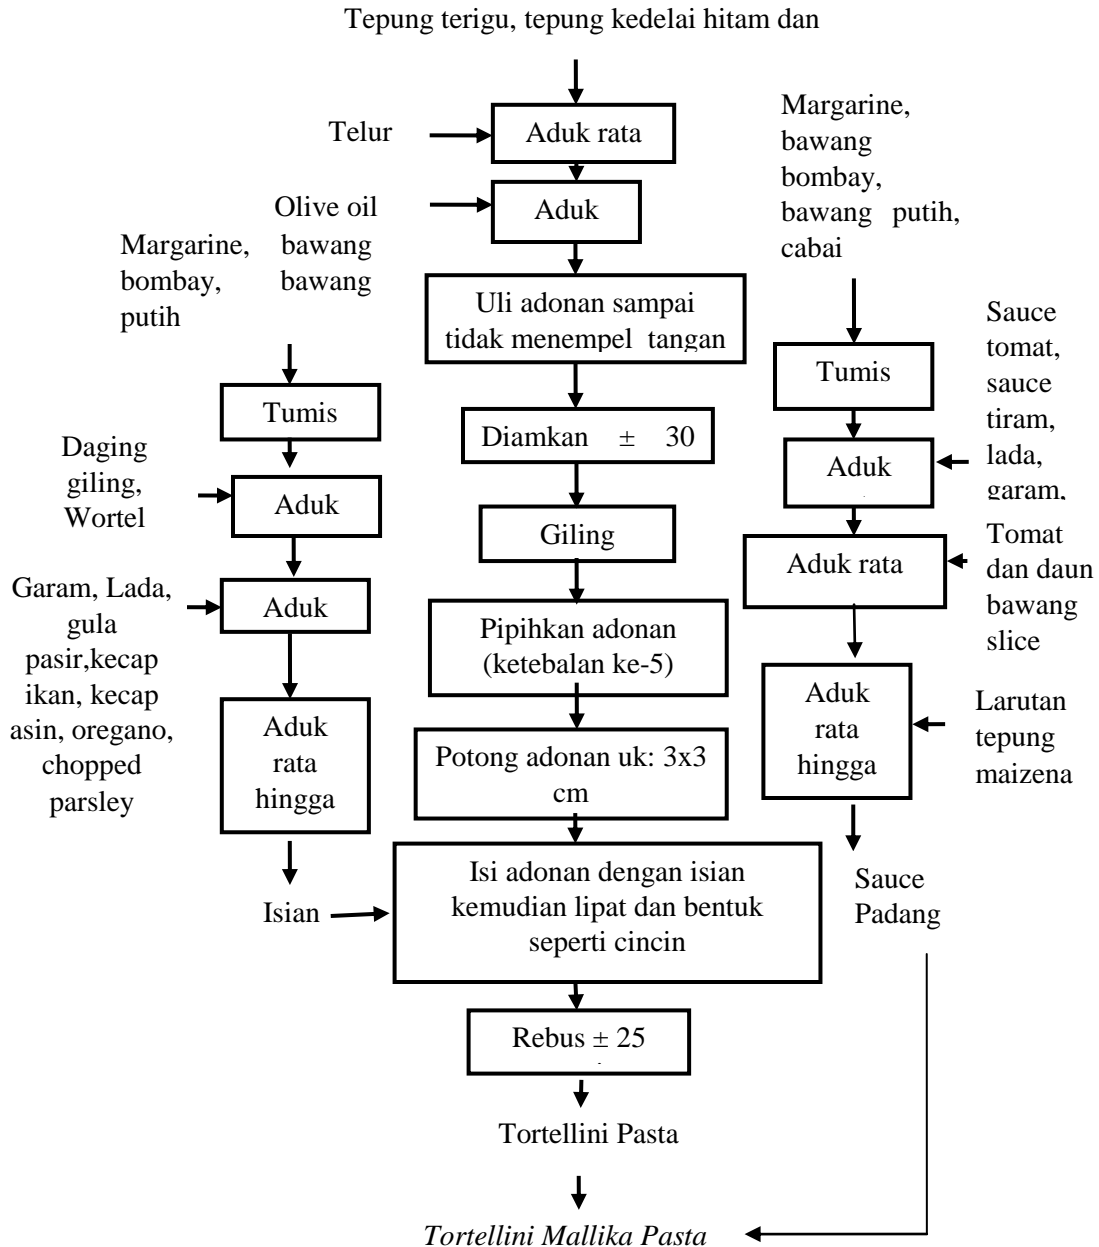 Tepung terigu, tepung kedelai hitam dan
Telur
Aduk rata
Olive oil
Aduk
Uli adonan sampai
tidak menempel tangan
Diamkan ± 30
Giling
Pipihkan adonan
(ketebalan ke-5)
Potong adonan uk: 3x3
cm
Margarine, bawang
bombay, bawang
putih
Tumis
Daging
giling,
Wortel
Aduk
Garam, Lada,
gula
pasir,kecap
ikan, kecap
asin, oregano,
chopped
parsley
Aduk
Aduk
rata
hingga
Isian
Isi adonan dengan isian
kemudian lipat dan bentuk
seperti cincin
Rebus ± 25
Tortellini Pasta
Margarine,
bawang
bombay,
bawang putih,
cabai
Tumis
Sauce
tomat,
sauce
tiram,
lada,
garam,
Aduk
Tomat
dan daun
bawang
slice
Aduk rata
Larutan
tepung
maizena
Aduk
rata
hingga
Sauce
Padang
Tortellini Mallika Pasta